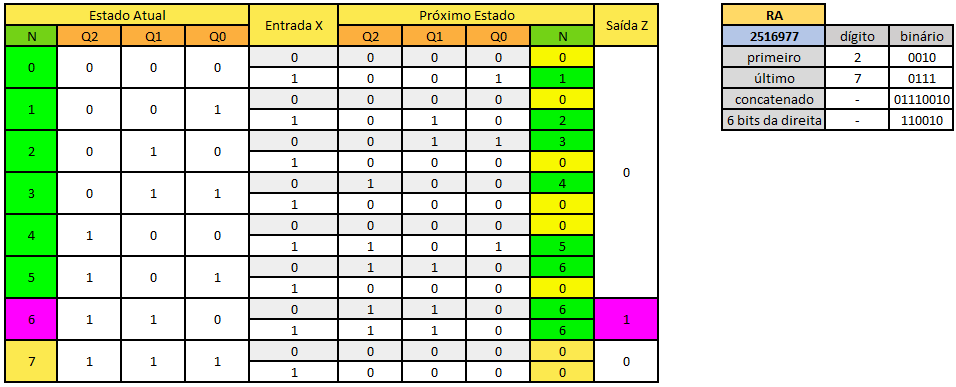 Estado Atual Entrada X Próximo Estado Saída Z
N Q2 Q1 Q0 Q2 Q1 Q0 N
0 0 0 0 0 0 0 0 0
1 0 0 1 1
1 0 0 1 0 0 0 0 0
1 0 1 0 2
2 0 1 0 0 0 1 1 3
1 0 0 0 0
3 0 1 1 0 1 0 0 4
1 0 0 0 0
4 1 0 0 0 0 0 0 0
1 1 0 1 5
5 1 0 1 0 1 1 0 6
1 0 0 0 0
6 1 1 0 0 1 1 0 6 1
1 1 1 0 6
7 1 1 1 0 0 0 0 0 0
1 0 0 0 0
0
RA
2516977 dígito binário
primeiro 2 0010
último 7 0111
concatenado - 01110010
6 bits da direita - 110010